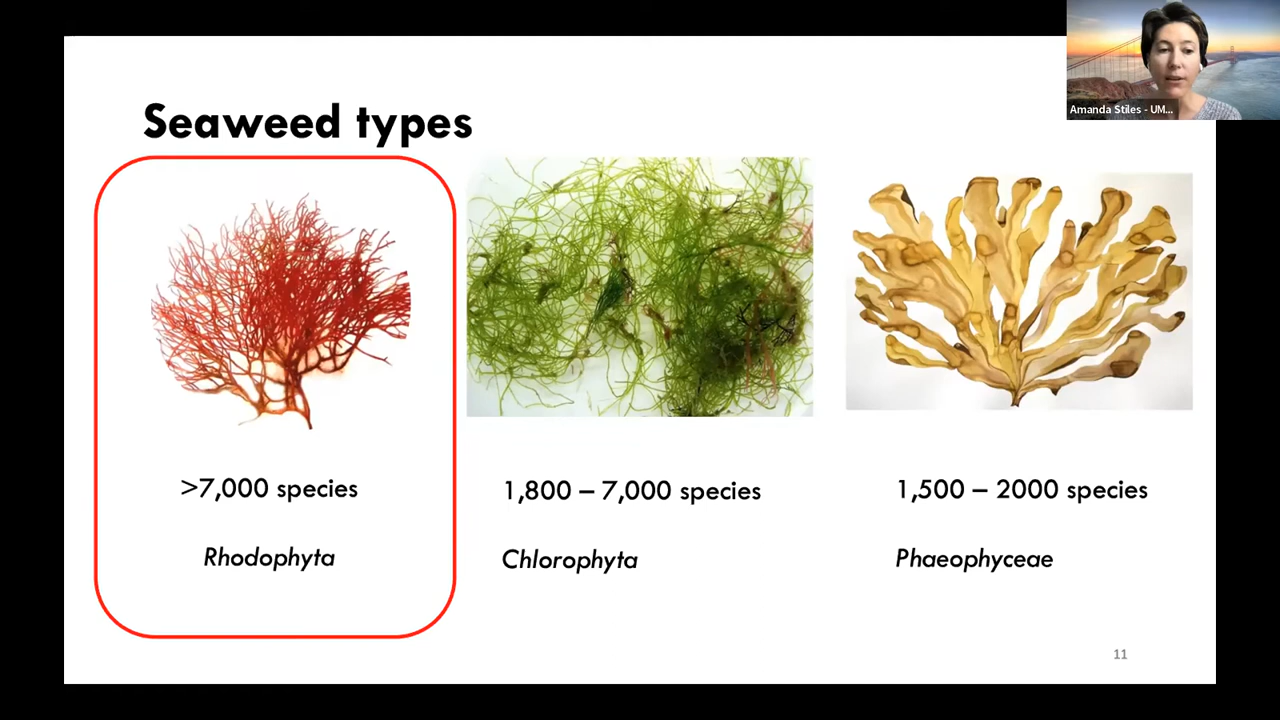 Amanda Stiles - UM...
Seaweed types
>7,000 species
1,800 – 7,000 species
1,500 – 2000 species
Rhodophyta
Chlorophyta
Phaeophyceae
11